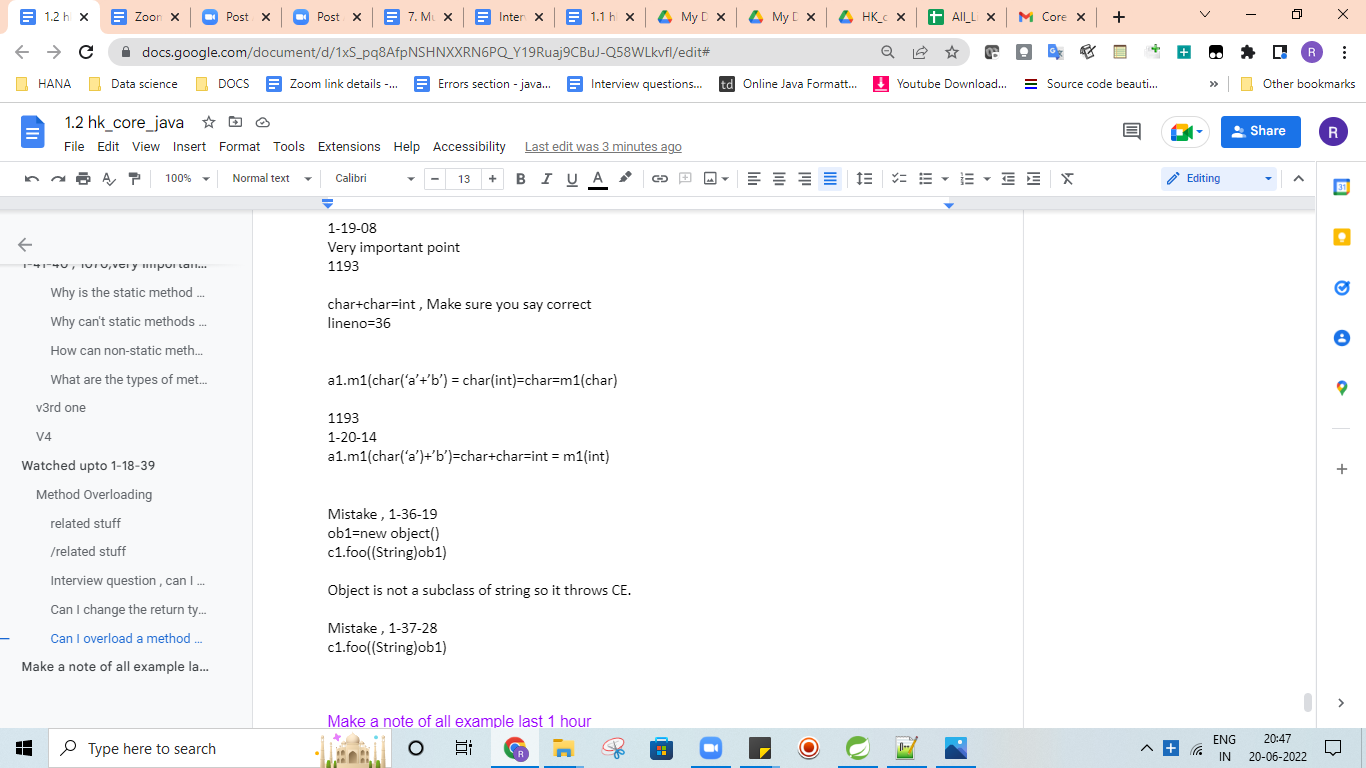 1.2 h
Zoon
Post
Post
7. Mu
Inter
1.1 h
My D
My D
HK_c
All_Li
Core
docs.google.com/document/d/1xS_pq8AfpNSHNXXRN6PQ_Y19Ruaj9CBuJ-Q58WLkvfI/edit#
R
HANA
Data science
DOCS
Zoom link details -...
Errors section - java...
Interview questions...
td Online Java Formatt...
Youtube Download...
Source code beauti...
»
Other bookmarks
1.2 hk_core_java
File Edit View Insert Format Tools Extensions Help Accessibility Last edit was 3 minutes ago
Share
R
100% Normal text Calibri – 13 + B I U A Editing
31
1-19-08
Very important point
1193
char+char=int , Make sure you say correct
lineno=36
a1.m1(char(‘a’+’b’) = char(int)=char=m1(char)
1193
1-20-14
a1.m1(char(‘a’)+’b’)=char+char=int = m1(int)
Mistake , 1-36-19
ob1=new object()
c1.foo((String)ob1)
Object is not a subclass of string so it throws CE.
Mistake , 1-37-28
c1.foo((String)ob1)
Make a note of all example last 1 hour
Why is the static method ...
Why can't static methods ...
How can non-static meth...
What are the types of met...
v3rd one
V4
Watched upto 1-18-39
Method Overloading
related stuff
/related stuff
Interview question , can I ...
Can I change the return ty...
Can I overload a method ...
Make a note of all example la...
Type here to search
ENG
IN
20:47
20-06-2022